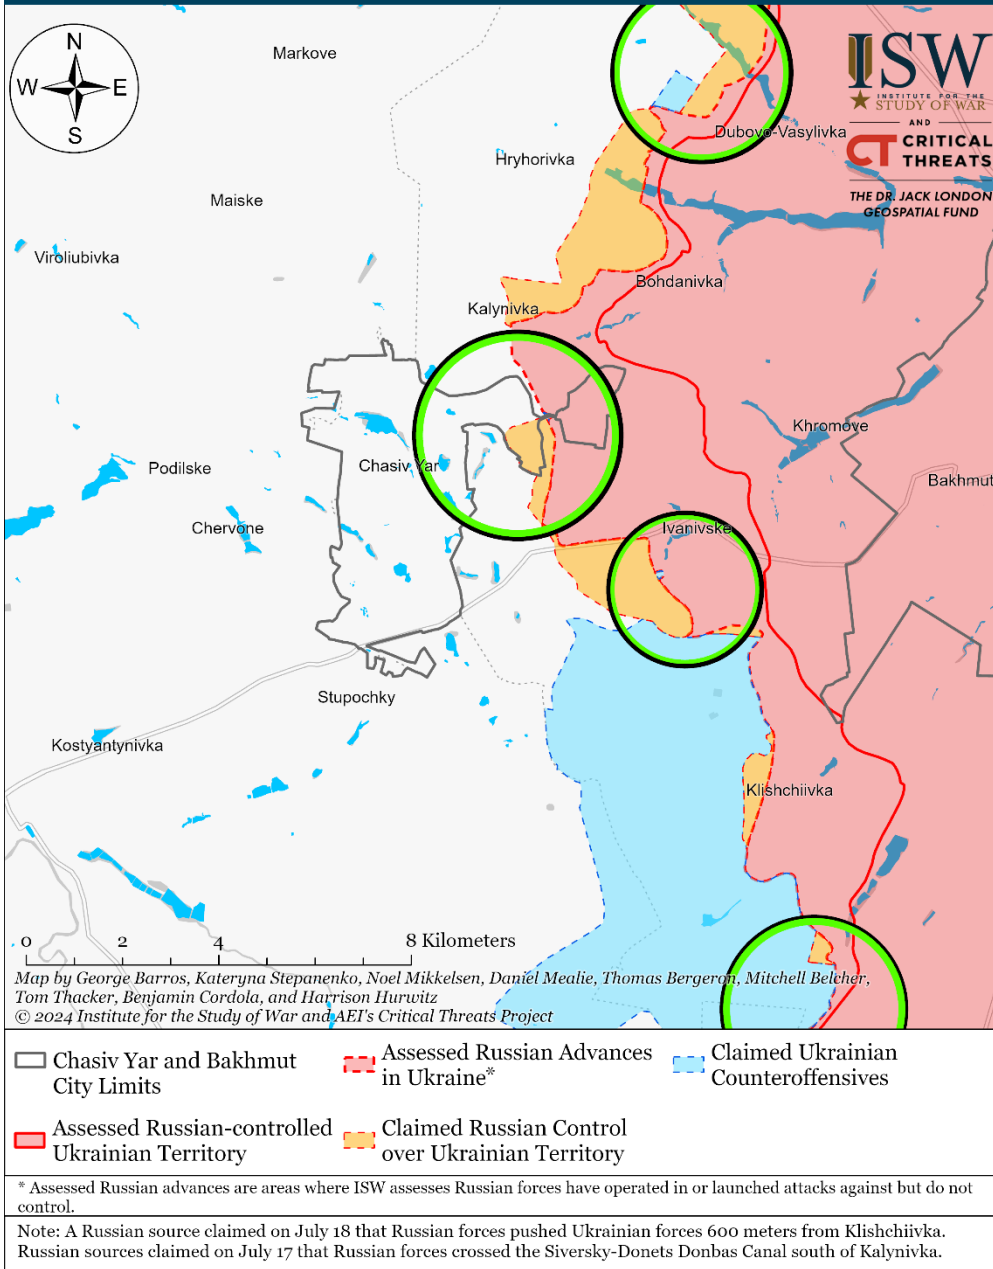 N
W E
S
Markove
ISW
INSTITUTE FOR THE
STUDY OF WAR
AND
CT CRITICAL
THREATS
THE DR. JACK LONDON
GEOSPATIAL FUND
Dubovo-Vasylivka
Hryhorivka
Maiske
Viroliubivka
Bohdanivka
Kalynivka
Khromove
Podilske
Chasiv Yar
Bakhmut
Chervone
Ivanivske
Stupochky
Kostyantynivka
Klishchiivka
0 2 4 8 Kilometers
Map by George Barros, Kateryna Stepanenko, Noel Mikkelsen, Daniel Mealie, Thomas Bergeron, Mitchell Belcher,
Tom Thacker, Benjamin Cordola, and Harrison Hurwitz
© 2024 Institute for the Study of War and AEI's Critical Threats Project
Chasiv Yar and Bakhmut
City Limits
Assessed Russian Advances
in Ukraine*
Claimed Ukrainian
Counteroffensives
Assessed Russian-controlled
Ukrainian Territory
Claimed Russian Control
over Ukrainian Territory
* Assessed Russian advances are areas where ISW assesses Russian forces have operated in or launched attacks against but do not
control.
Note: A Russian source claimed on July 18 that Russian forces pushed Ukrainian forces 600 meters from Klishchiivka.
Russian sources claimed on July 17 that Russian forces crossed the Siversky-Donets Donbas Canal south of Kalynivka.